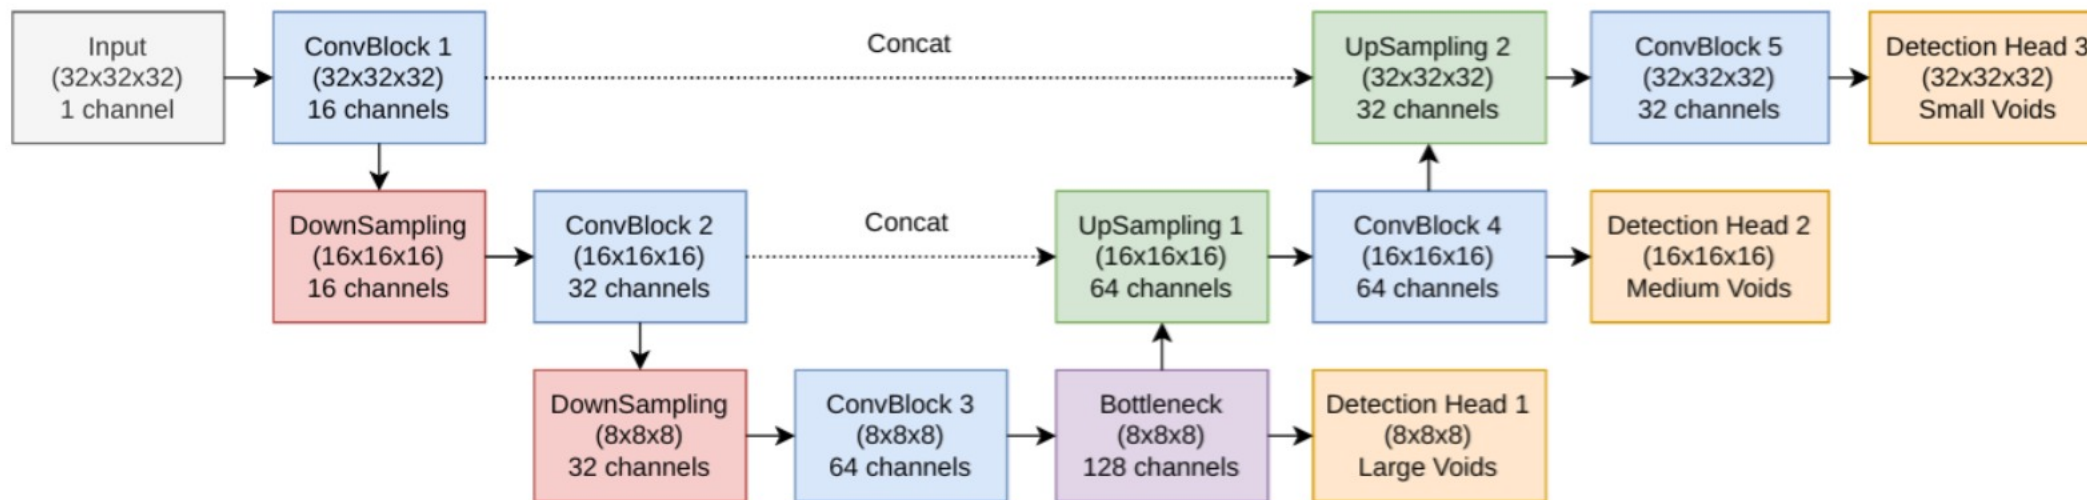 Input
(32x32x32)
1 channel
ConvBlock 1
(32x32x32)
16 channels
Concat
UpSampling 2
(32x32x32)
32 channels
ConvBlock 5
(32x32x32)
32 channels
Detection Head 3
(32x32x32)
Small Voids
DownSampling
(16x16x16)
16 channels
ConvBlock 2
(16x16x16)
32 channels
Concat
UpSampling 1
(16x16x16)
64 channels
ConvBlock 4
(16x16x16)
64 channels
Detection Head 2
(16x16x16)
Medium Voids
DownSampling
(8x8x8)
32 channels
ConvBlock 3
(8x8x8)
64 channels
Bottleneck
(8x8x8)
128 channels
Detection Head 1
(8x8x8)
Large Voids